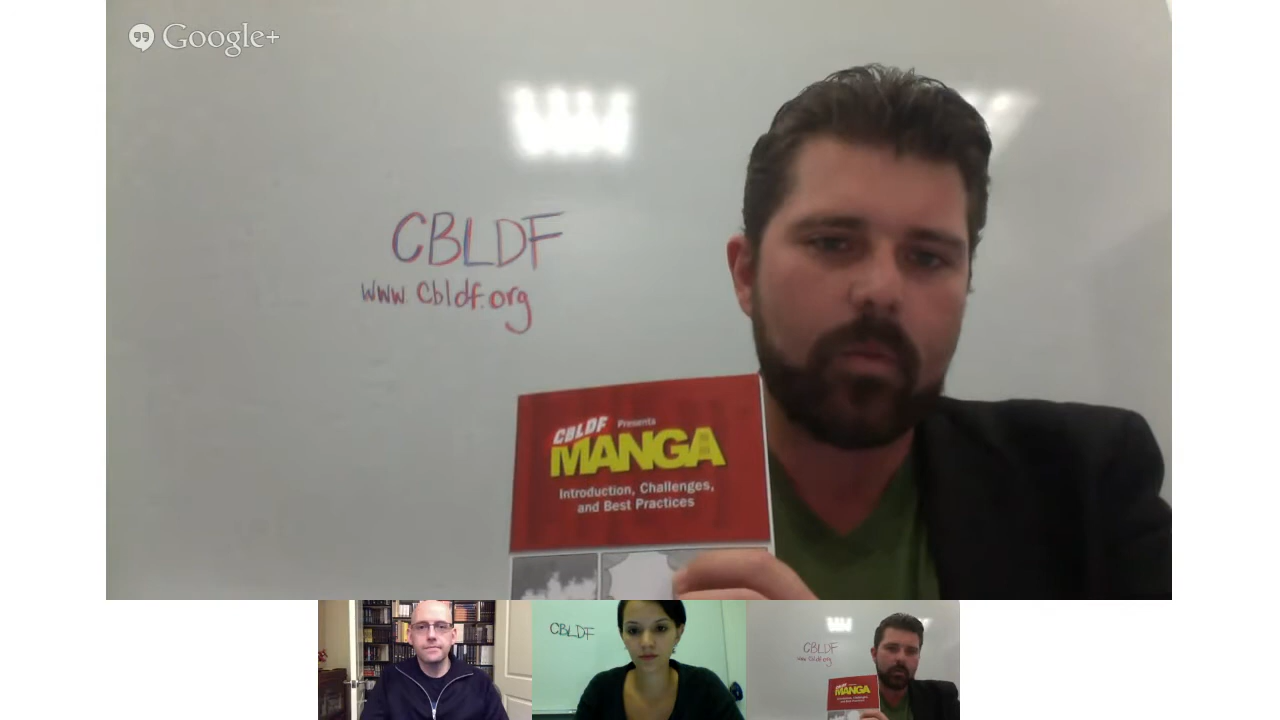 Google+
CBLDF
www.cbldf.org
CBLDF Presents
MANGA
Introduction, Challenges,
and Best Practices
CBLDF
CBLDF
www.cbldf.org
MANGA